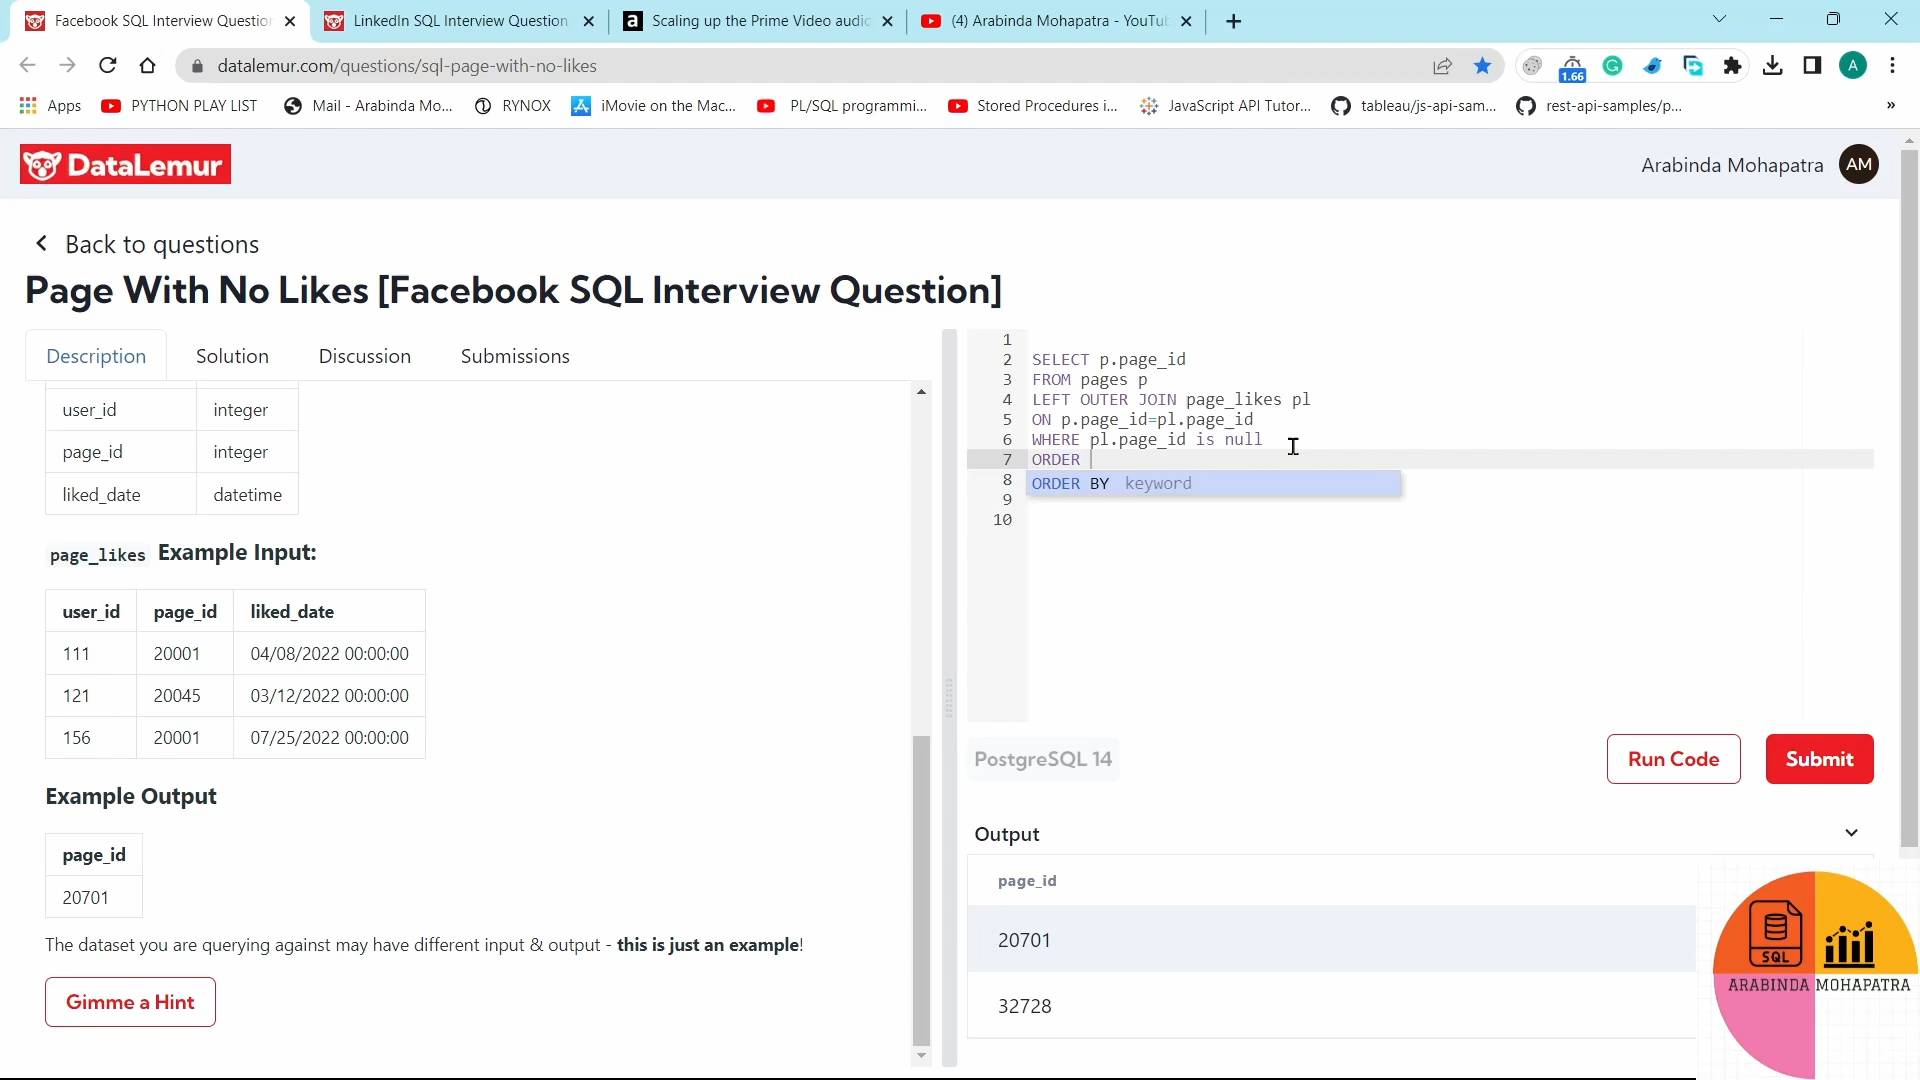 Facebook SQL Interview Question
LinkedIn SQL Interview Question
a Scaling up the Prime Video audio
(4) Arabinda Mohapatra - YouTub
datalemur.com/questions/sql-page-with-no-likes
1.66
A
Apps
PYTHON PLAY LIST
Mail - Arabinda Mo...
RYNOX
iMovie on the Mac...
PL/SQL programmi...
Stored Procedures i...
JavaScript API Tutor...
tableau/js-api-sam...
rest-api-samples/p...
»
DataLemur
Arabinda Mohapatra AM
Back to questions
Page With No Likes [Facebook SQL Interview Question]
Description Solution Discussion Submissions
user_id integer
page_id integer
liked_date datetime
page_likes Example Input:
user_id page_id liked_date
111 20001 04/08/2022 00:00:00
121 20045 03/12/2022 00:00:00
156 20001 07/25/2022 00:00:00
Example Output
page_id
20701
The dataset you are querying against may have different input & output - this is just an example!
Gimme a Hint
1
2 SELECT p.page_id
3 FROM pages p
4 LEFT OUTER JOIN page_likes pl
5 ON p.page_id=pl.page_id
6 WHERE pl.page_id is null
7 ORDER
8 ORDER BY keyword
9
10
PostgreSQL 14
Run Code
Submit
Output
page_id
20701
32728
SQL
ARABINDA MOHAPATRA